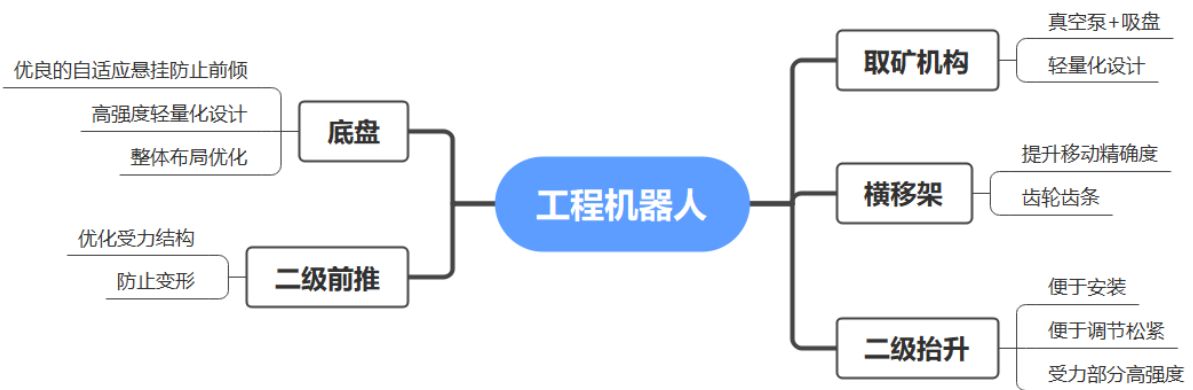 工程机器人
底盘
优良的自适应悬挂防止前倾
高强度轻量化设计
整体布局优化
二级前推
优化受力结构
防止变形
取矿机构
真空泵+吸盘
轻量化设计
横移架
提升移动精确度
齿轮齿条
二级抬升
便于安装
便于调节松紧
受力部分高强度